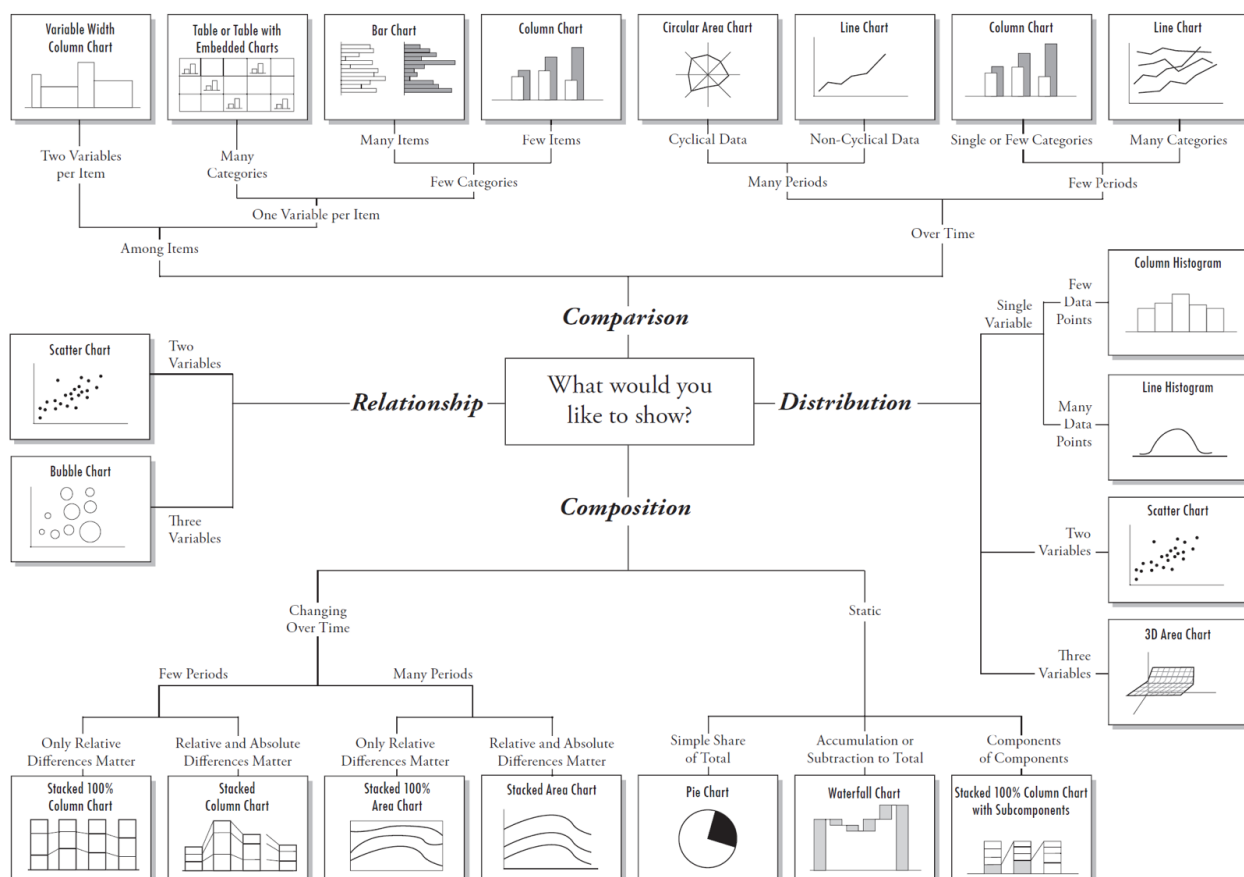 Variable Width
Column Chart
Table or Table with
Embedded Charts
Bar Chart
Column Chart
Circular Area Chart
Line Chart
Column Chart
Line Chart
Two Variables
per Item
Many
Categories
Many Items
Few Items
Cyclical Data
Non-Cyclical Data
Single or Few Categories
Many Categories
Few Categories
Many Periods
Few Periods
One Variable per Item
Among Items
Over Time
Comparison
What would you
like to show?
Relationship
Two
Variables
Scatter Chart
Bubble Chart
Three
Variables
Distribution
Single
Variable
Few
Data
Points
Column Histogram
Many
Data
Points
Line Histogram
Two
Variables
Scatter Chart
Three
Variables
3D Area Chart
Composition
Changing
Over Time
Static
Few Periods
Many Periods
Only Relative
Differences Matter
Relative and Absolute
Differences Matter
Only Relative
Differences Matter
Relative and Absolute
Differences Matter
Simple Share
of Total
Accumulation or
Subtraction to Total
Components
of Components
Stacked 100%
Column Chart
Stacked
Column Chart
Stacked 100%
Area Chart
Stacked Area Chart
Pie Chart
Waterfall Chart
Stacked 100% Column Chart
with Subcomponents